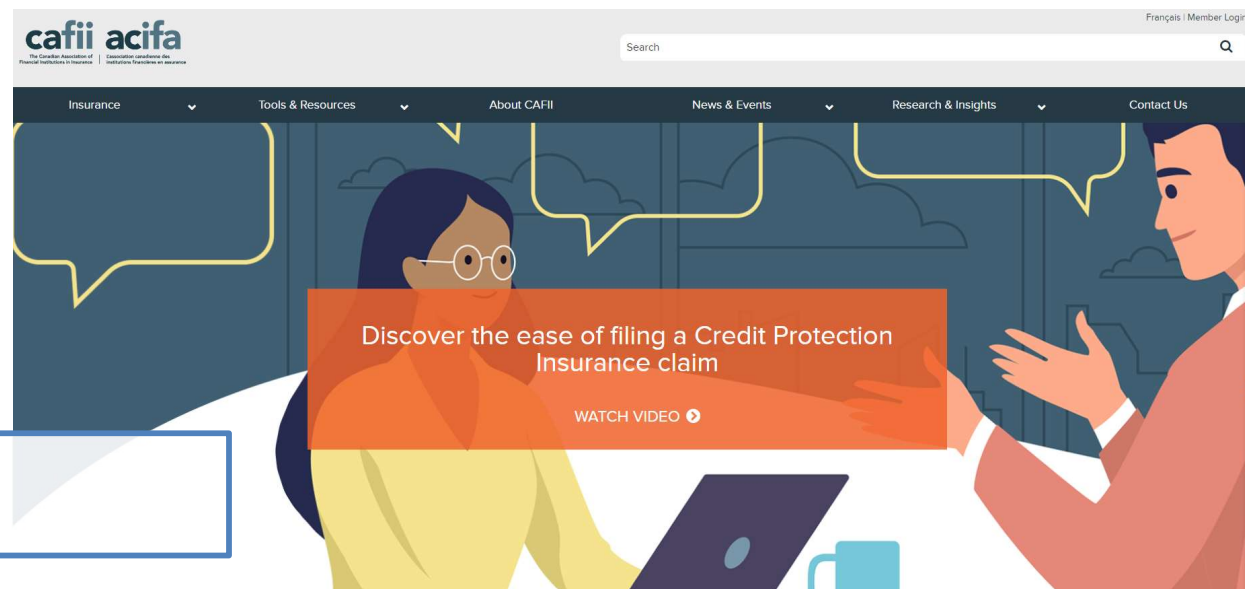 Français | Member Login
cafii acifa
The Canadian Association of
Financial Institutions in Insurance
L'association canadienne des
institutions financières en assurance
Search
Insurance Tools & Resources About CAFII News & Events Research & Insights Contact Us
Discover the ease of filing a Credit Protection
Insurance claim
WATCH VIDEO